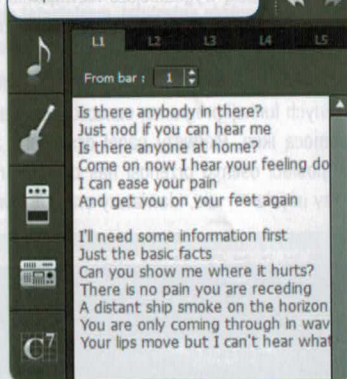 L1 L2 L3 L4 L5
From bar : 1
Is there anybody in there?
Just nod if you can hear me
Is there anyone at home?
Come on now I hear your feeling do
I can ease your pain
And get you on your feet again
I'll need some information first
Just the basic facts
Can you show me where it hurts?
There is no pain you are receding
A distant ship smoke on the horizon
You are only coming through in wav
Your lips move but I can't hear what
C7